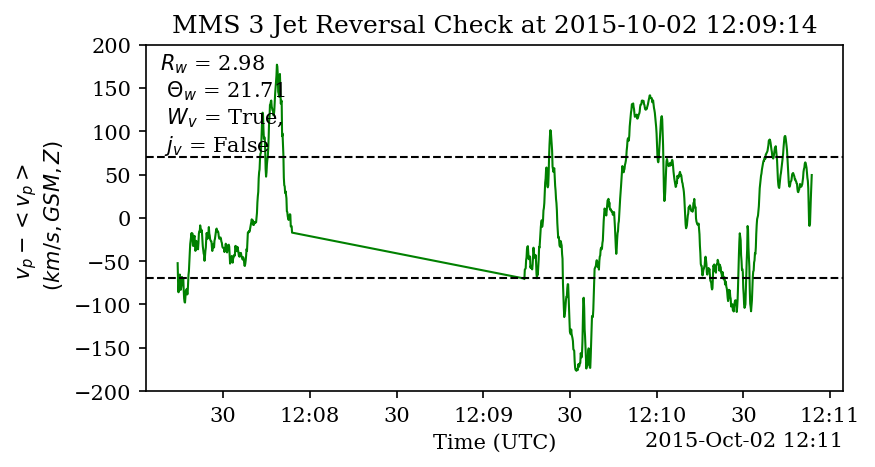 MMS 3 Jet Reversal Check at 2015-10-02 12:09:14
R_w = 2.98
Θ_w = 21.71
W_v = True,
j_v = False
v_p − < v_p >
(km/s, GSM, Z)
200
150
100
50
0
−50
−100
−150
−200
30 12:08 30 12:09 30 12:10 30 12:11
Time (UTC)
2015-Oct-02 12:11